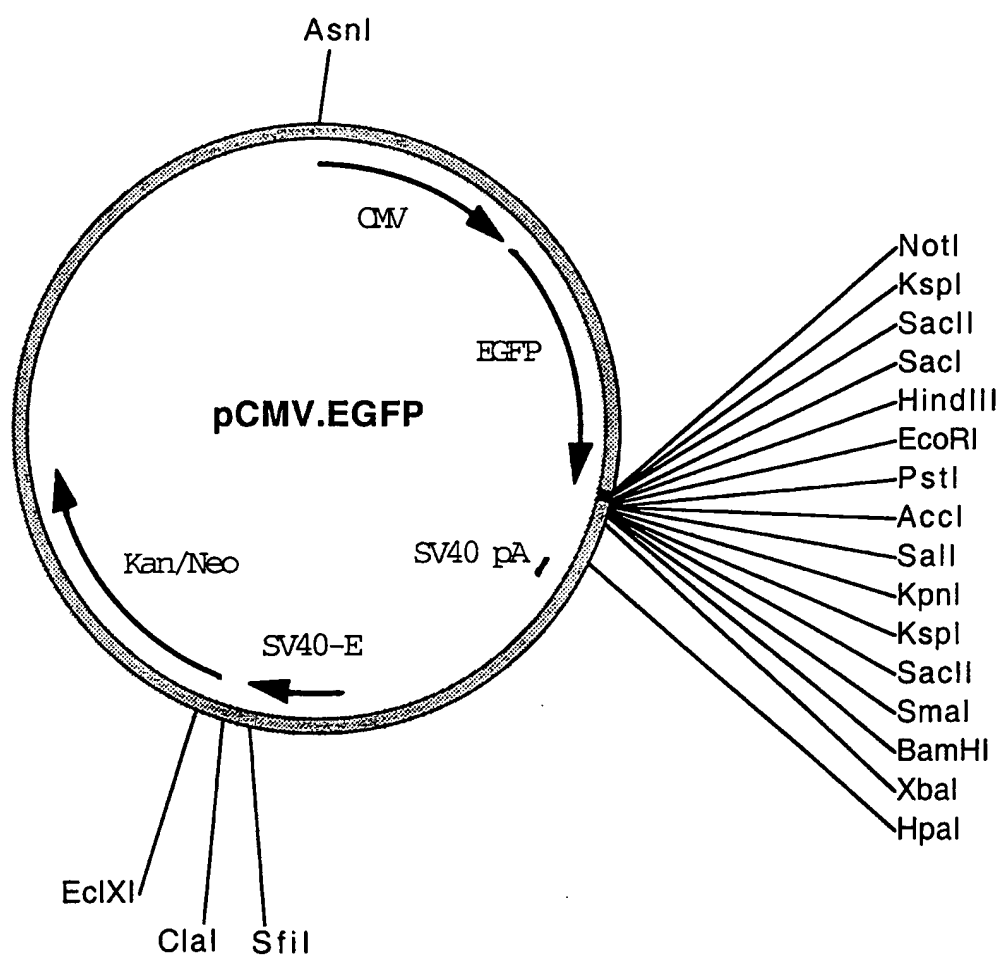 AsnI
CMV
NotI
KspI
SacII
EGFP
SacI
HindIII
pCMV.EGFP
EcoRI
PstI
AccI
SV40 pA
SalI
Kan/Neo
KpnI
KspI
SV40-E
SacII
SmaI
BamHI
XbaI
HpaI
EclXI
ClaI
SfiI